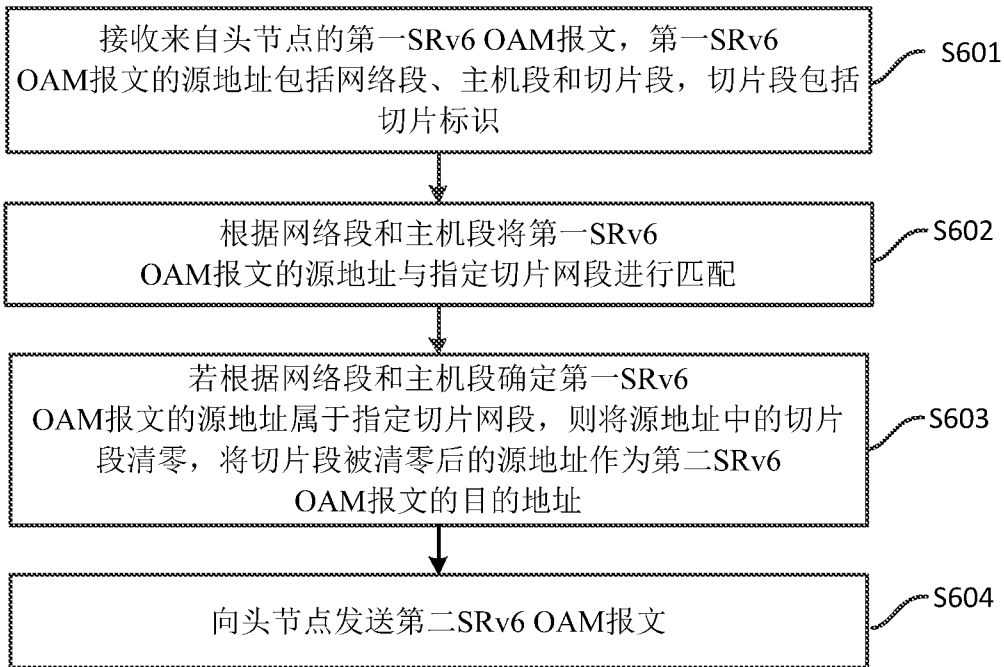 接收来自头节点的第一SRv6 OAM报文，第一SRv6
OAM报文的源地址包括网络段、主机段和切片段，切片段包括
切片标识
S601
根据网络段和主机段将第一SRv6
OAM报文的源地址与指定切片网段进行匹配
S602
若根据网络段和主机段确定第一SRv6
OAM报文的源地址属于指定切片网段，则将源地址中的切片
段清零，将切片段被清零后的源地址作为第二SRv6
OAM报文的目的地址
S603
向头节点发送第二SRv6 OAM报文
S604